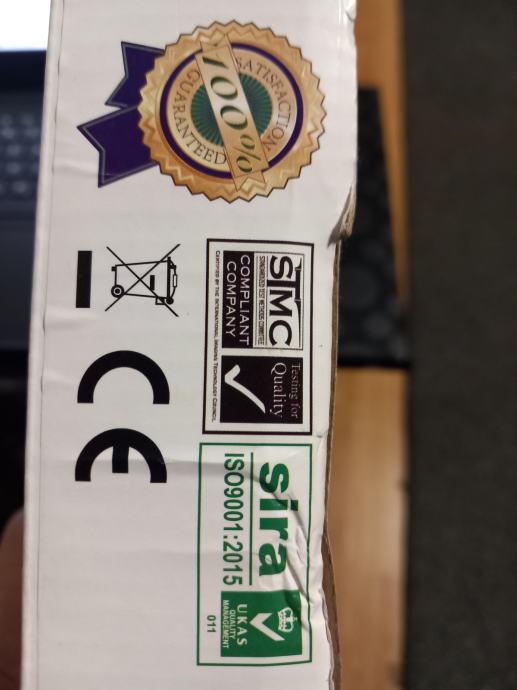 SATISFACTION
100%
GUARANTEED
STMC
STANDARDIZED TEST METHODS COMMITTEE
COMPLIANT
COMPANY
CERTIFIED BY THE INTERNATIONAL IMAGING TECHNOLOGY COUNCIL
Testing for
Quality
CE
sira
ISO9001:2015
UKAS
QUALITY
MANAGEMENT
011